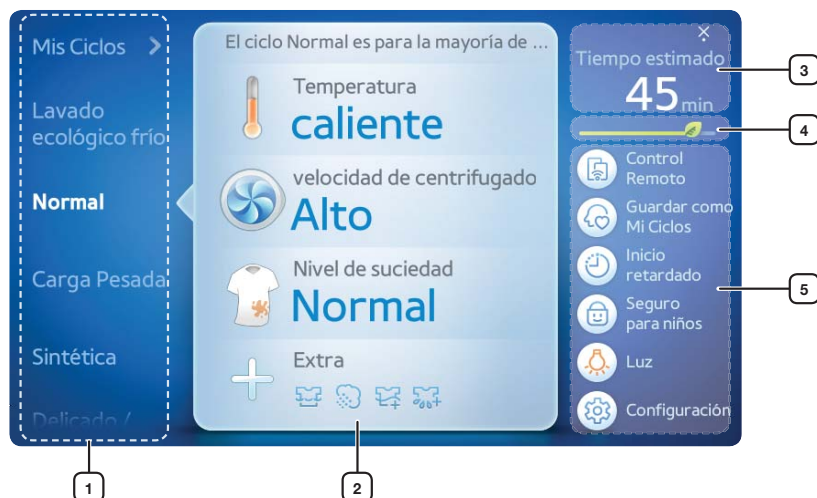 Mis Ciclos
Lavado
ecológico frío
Normal
Carga Pesada
Sintética
Delicado /
El ciclo Normal es para la mayoría de ...
Temperatura
caliente
velocidad de centrifugado
Alto
Nivel de suciedad
Normal
Extra
Tiempo estimado
45 min
Control
Remoto
Guardar como
Mi Ciclos
Inicio
retardado
Seguro
para niños
Luz
Configuración
3
4
5
1
2